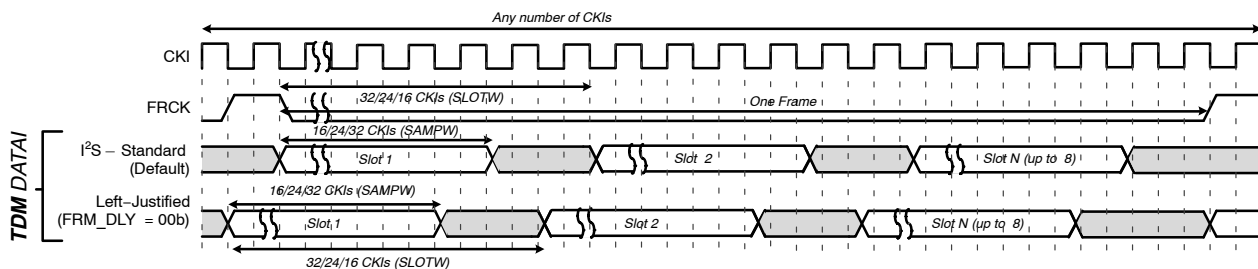 Any number of CKIs
CKI
32/24/16 CKIs (SLOTW)
FRCK
One Frame
16/24/32 CKIs (SAMPW)
TDM DATAI
I²S – Standard
(Default)
Slot 1
Slot 2
Slot N (up to 8)
16/24/32 CKIs (SAMPW)
Left–Justified
(FRM_DLY = 00b)
Slot 1
Slot 2
Slot N (up to 8)
32/24/16 CKIs (SLOTW)